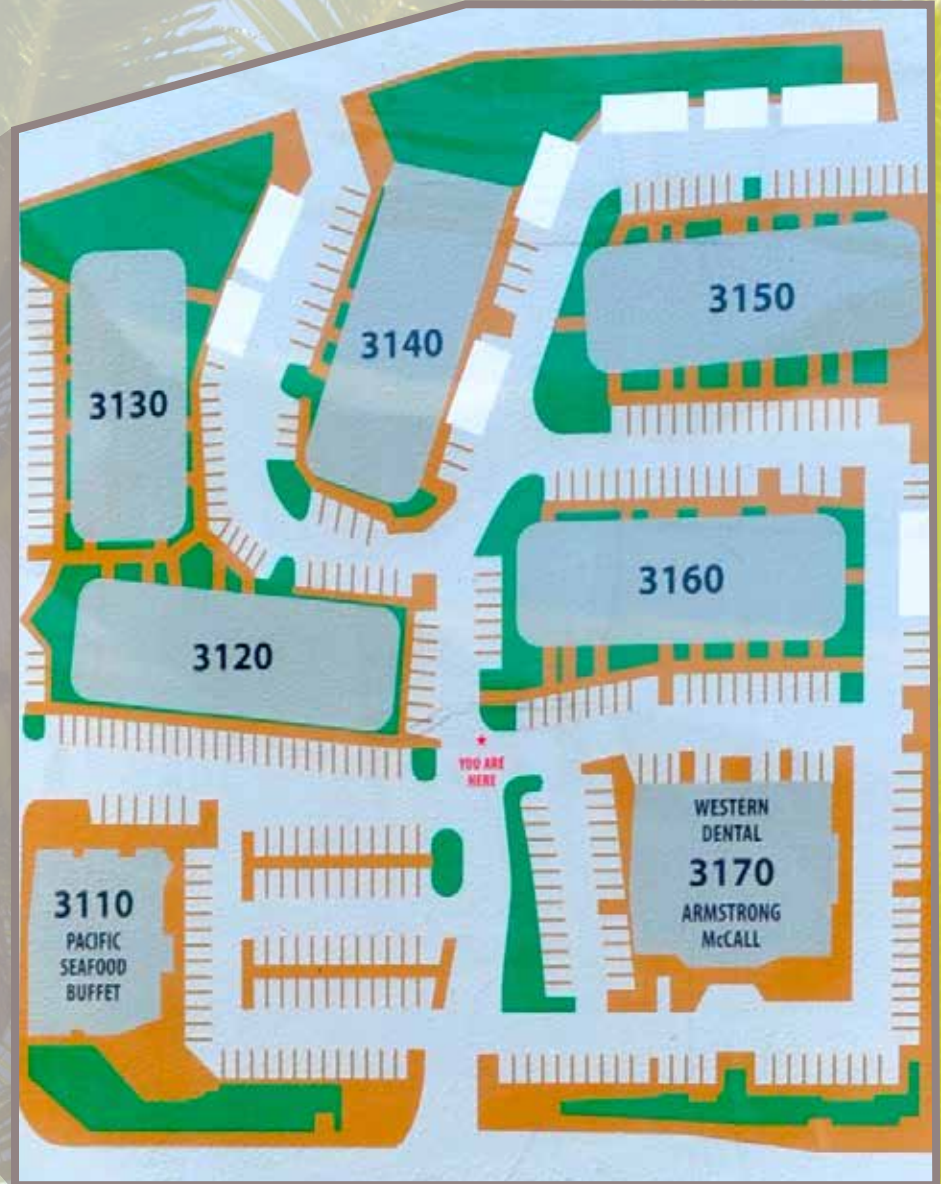 3150
3140
3130
3160
3120
YOU ARE
HERE
WESTERN
DENTAL
3170
ARMSTRONG
McCALL
3110
PACIFIC
SEAFOOD
BUFFET